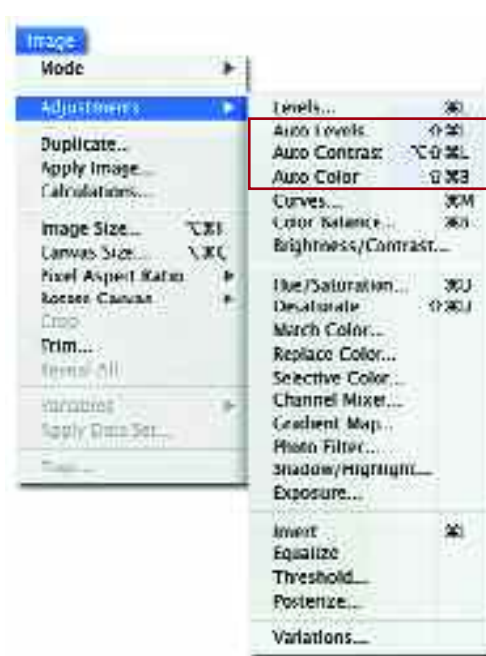 Image
Mode
Adjustments
Duplicate...
Apply Image...
Calculations...
Image Size... ⌥⌘I
Canvas Size... ⌥⌘C
Pixel Aspect Ratio
Rotate Canvas
Crop
Trim...
Reveal All
Variables
Apply Data Set...
Trap...
Levels... ⌘L
Auto Levels ⇧⌘L
Auto Contrast ⌥⇧⌘L
Auto Color ⇧⌘B
Curves... ⌘M
Color Balance... ⌘B
Brightness/Contrast...
Hue/Saturation... ⌘U
Desaturate ⇧⌘U
Match Color...
Replace Color...
Selective Color...
Channel Mixer...
Gradient Map...
Photo Filter...
Shadow/Highlight...
Exposure...
Invert ⌘I
Equalize
Threshold...
Posterize...
Variations...